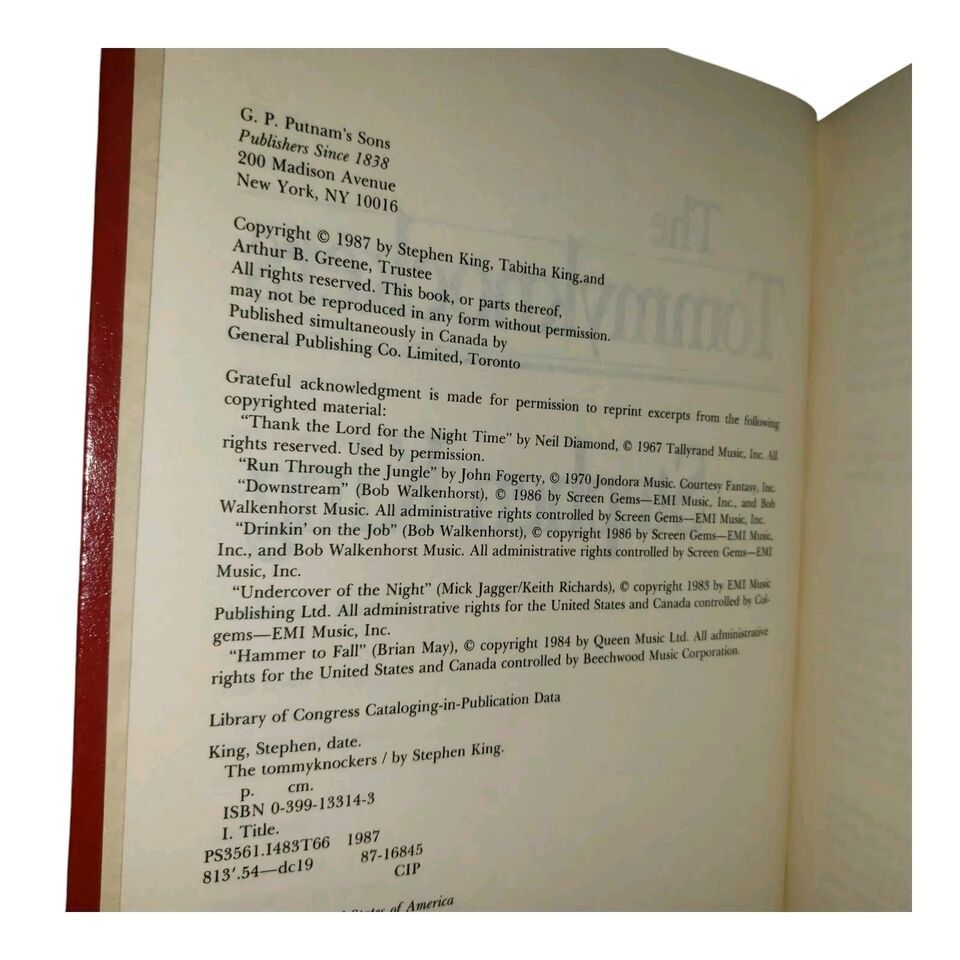 G. P. Putnam's Sons
Publishers Since 1838
200 Madison Avenue
New York, NY 10016
Copyright © 1987 by Stephen King, Tabitha King,and
Arthur B. Greene, Trustee
All rights reserved. This book, or parts thereof,
may not be reproduced in any form without permission.
Published simultaneously in Canada by
General Publishing Co. Limited, Toronto
Grateful acknowledgment is made for permission to reprint excerpts from the following
copyrighted material:
"Thank the Lord for the Night Time" by Neil Diamond, © 1967 Tallyrand Music, Inc. All
rights reserved. Used by permission.
"Run Through the Jungle" by John Fogerty, © 1970 Jondora Music. Courtesy Fantasy, Inc.
"Downstream" (Bob Walkenhorst), © 1986 by Screen Gems—EMI Music, Inc., and Bob
Walkenhorst Music. All administrative rights controlled by Screen Gems—EMI Music, Inc.
"Drinkin' on the Job" (Bob Walkenhorst), © copyright 1986 by Screen Gems—EMI Music,
Inc., and Bob Walkenhorst Music. All administrative rights controlled by Screen Gems—EMI
Music, Inc.
"Undercover of the Night" (Mick Jagger/Keith Richards), © copyright 1983 by EMI Music
Publishing Ltd. All administrative rights for the United States and Canada controlled by Col-
gems—EMI Music, Inc.
"Hammer to Fall" (Brian May), © copyright 1984 by Queen Music Ltd. All administrative
rights for the United States and Canada controlled by Beechwood Music Corporation.
Library of Congress Cataloging-in-Publication Data
King, Stephen, date.
The tommyknockers / by Stephen King.
p. cm.
ISBN 0-399-13314-3
I. Title.
PS3561.I483T66 1987
813'.54—dc19 87-16845
CIP
States of America
The